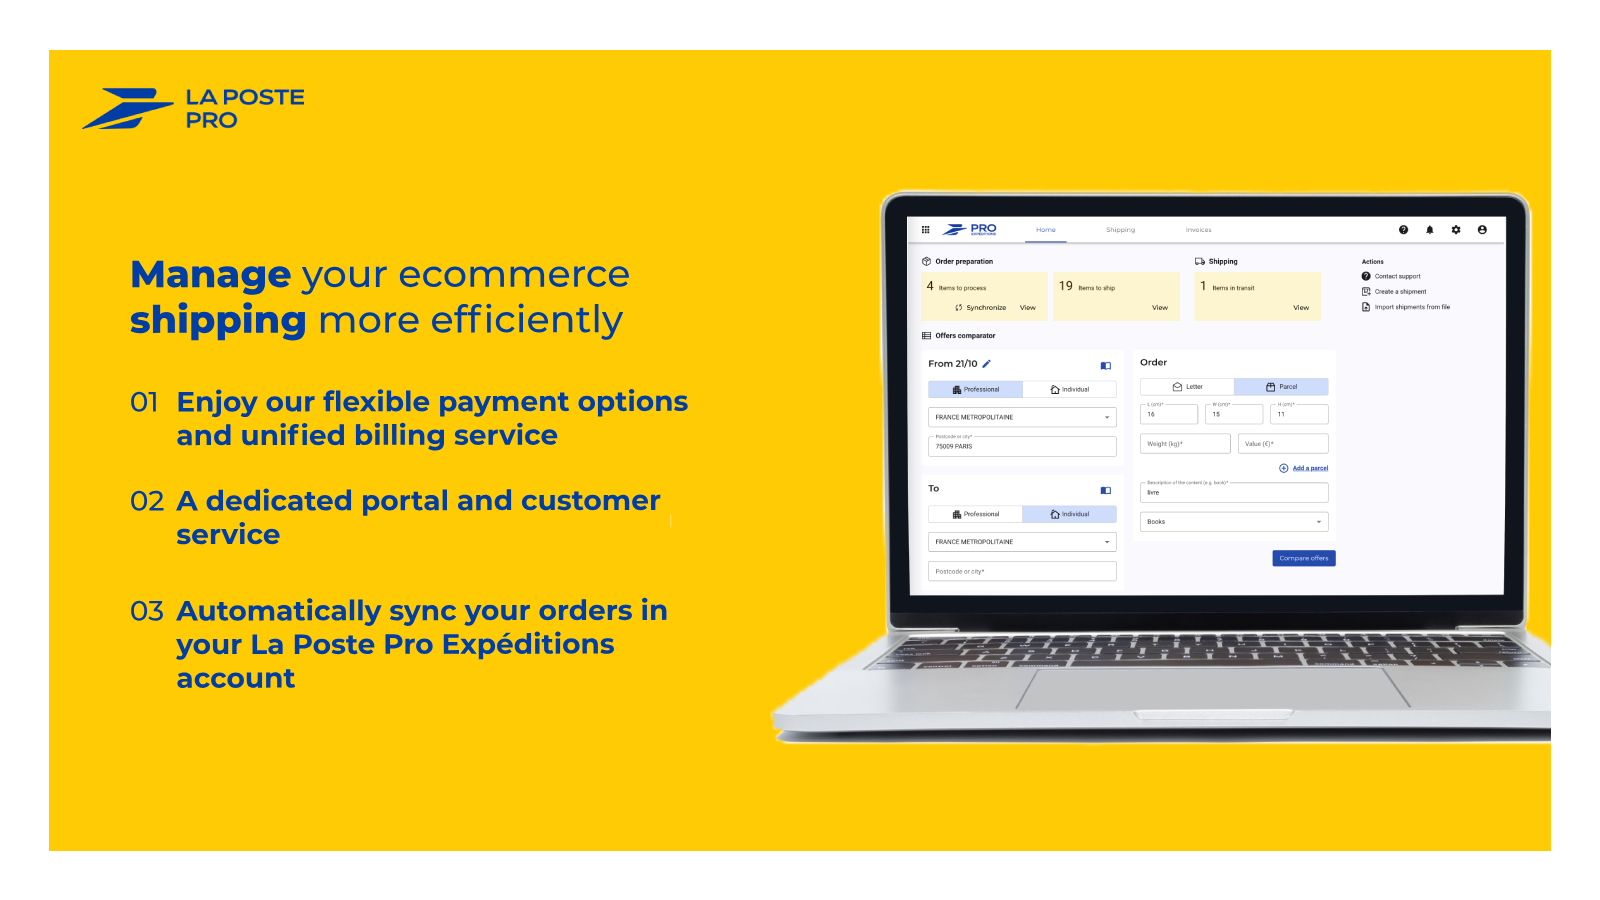 LA POSTE
PRO
Manage your ecommerce
shipping more efficiently
01 Enjoy our flexible payment options
and unified billing service
02 A dedicated portal and customer
service
03 Automatically sync your orders in
your La Poste Pro Expéditions
account
PRO
EXPÉDITIONS
Home
Shipping
Invoices
Order preparation
4 Items to process
Synchronize View
19 Items to ship
View
Shipping
1 Items in transit
View
Actions
Contact support
Create a shipment
Import shipments from file
Offers comparator
From 21/10
Professional
Individual
FRANCE METROPOLITAINE
Postcode or city*
75009 PARIS
To
Professional
Individual
FRANCE METROPOLITAINE
Postcode or city*
Order
Letter
Parcel
L (cm)*
16
W (cm)*
15
H (cm)*
11
Weight (kg)*
Value (€)*
Add a parcel
Description of the content (e.g. book)*
livre
Books
Compare offers
control option command
command option